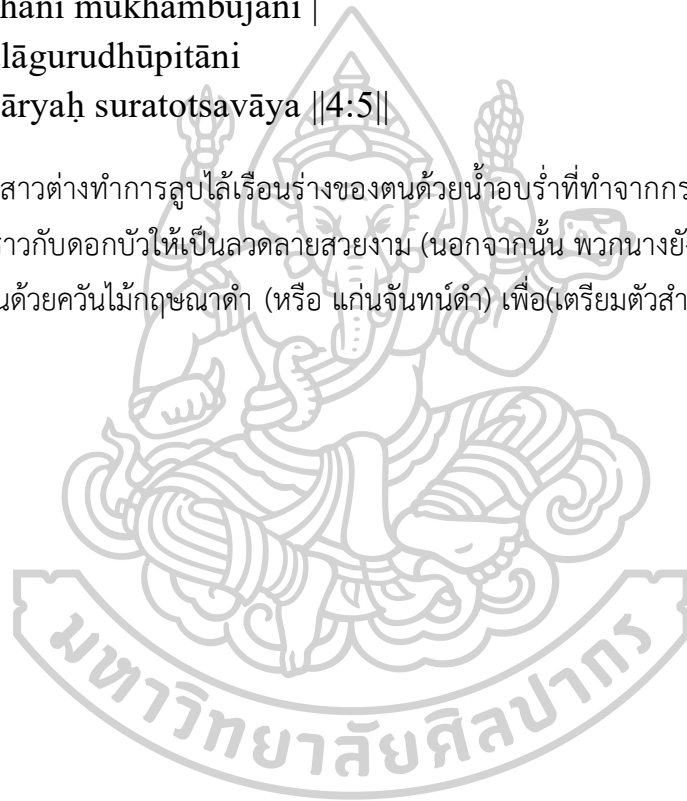 hāni mukhāmbujāni |
lāgurudhūpitāni
āryaḥ suratotsavāya ||4:5||
สาวต่างทำการลูบไล้เรือนร่างของตนด้วยน้ำอบร่ำที่ทำจากกร
ราวกับดอกบัวให้เป็นลวดลายสวยงาม (นอกจากนั้น พวกนางยั
นด้วยควันไม้กฤษณาดำ (หรือ แก่นจันทน์ดำ) เพื่อ(เตรียมตัวสำ
มหาวิทยาลัยศิลปากร